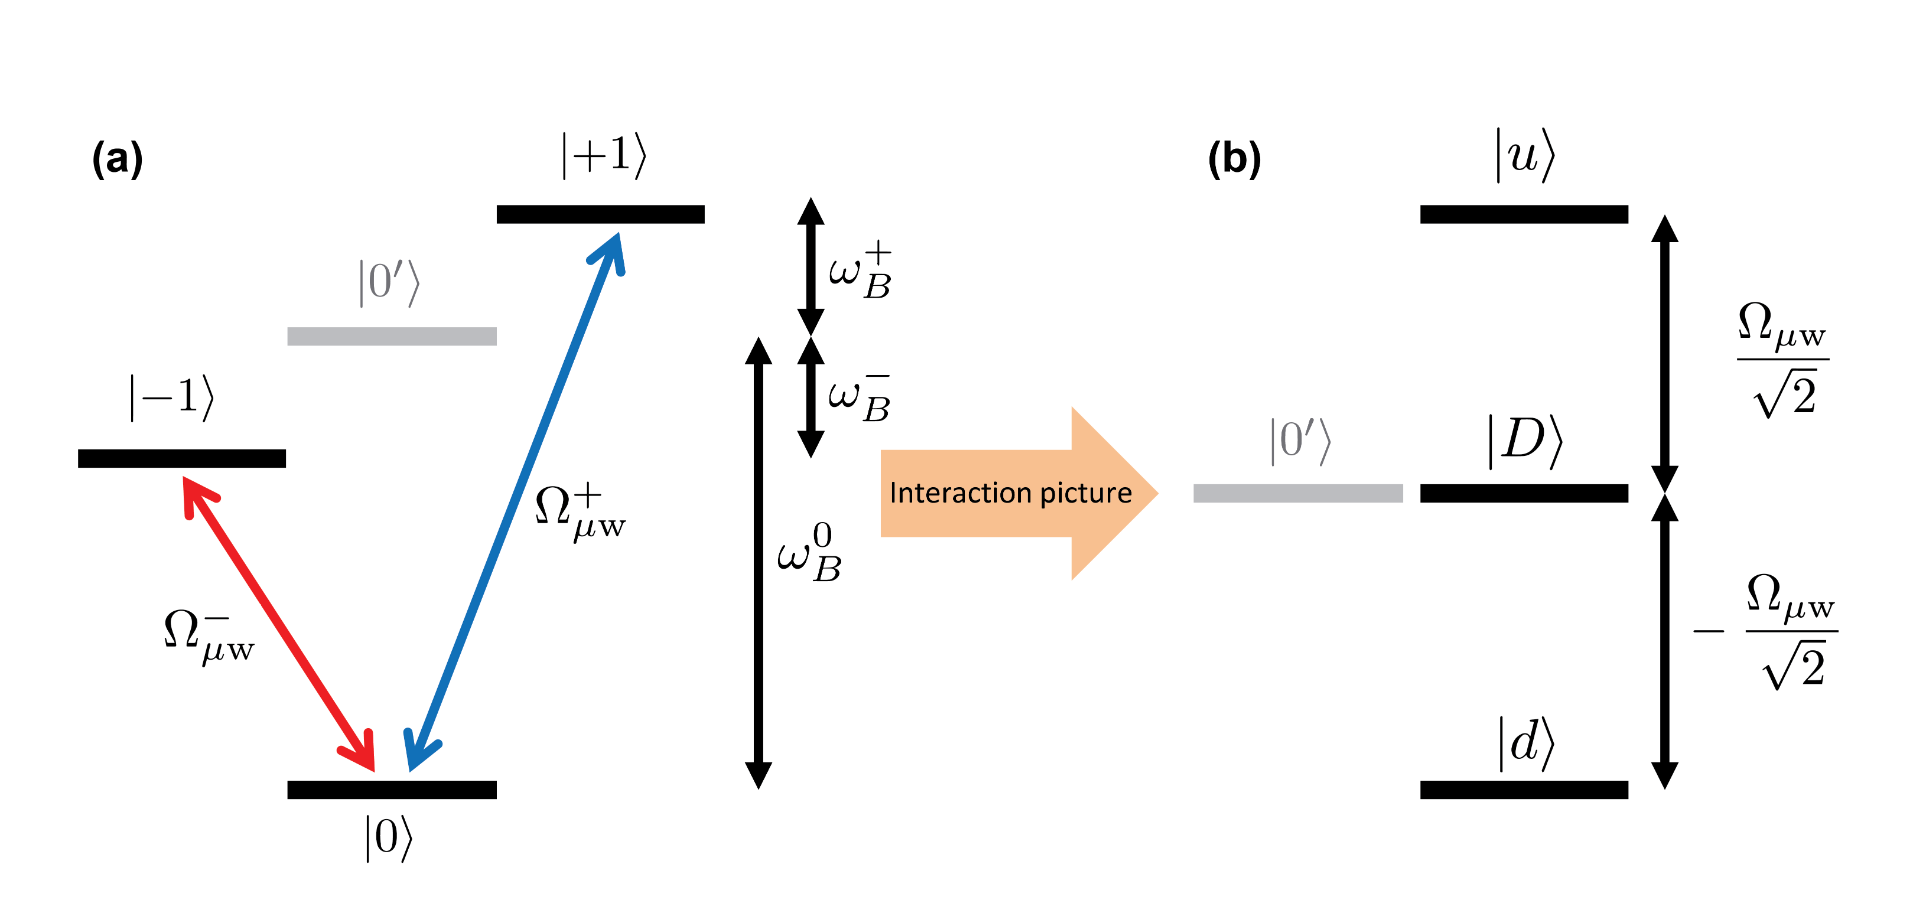 (a)
|+1⟩
|0′⟩
|−1⟩
ω_B^+
ω_B^−
ω_B^0
Ω_μw^+
Ω_μw^−
|0⟩
Interaction picture
(b)
|u⟩
Ω_μw/√2
|0′⟩
|D⟩
− Ω_μw/√2
|d⟩